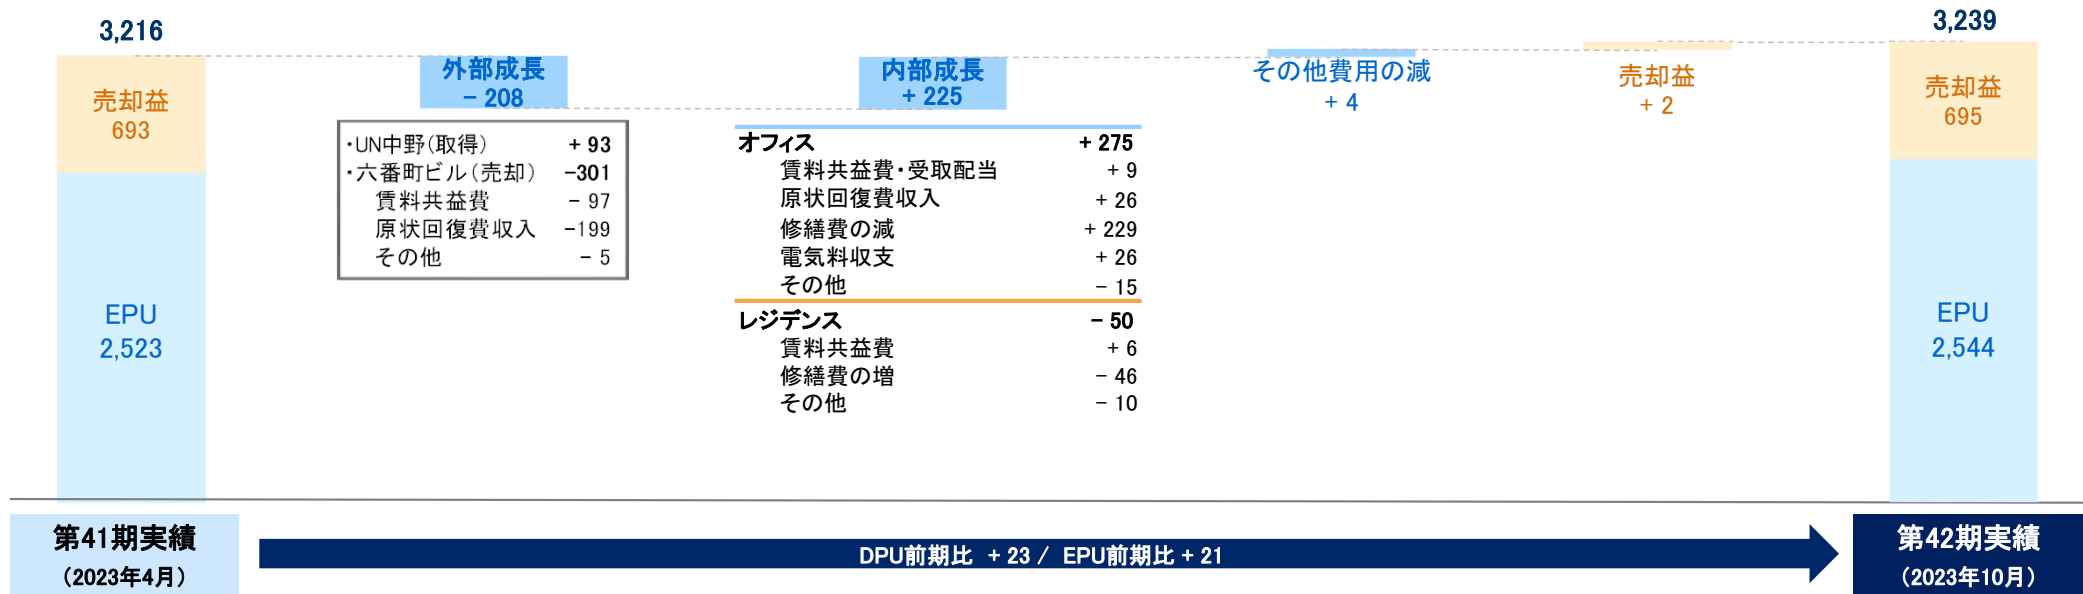 3,216
売却益
693
EPU
2,523
外部成長
− 208
・UN中野(取得) + 93
・六番町ビル(売却) −301
賃料共益費 − 97
原状回復費収入 −199
その他 − 5
内部成長
+ 225
オフィス + 275
賃料共益費・受取配当 + 9
原状回復費収入 + 26
修繕費の減 + 229
電気料収支 + 26
その他 − 15
レジデンス − 50
賃料共益費 + 6
修繕費の増 − 46
その他 − 10
その他費用の減
+ 4
売却益
+ 2
3,239
売却益
695
EPU
2,544
第41期実績
(2023年4月)
DPU前期比 + 23 / EPU前期比 + 21
第42期実績
(2023年10月)